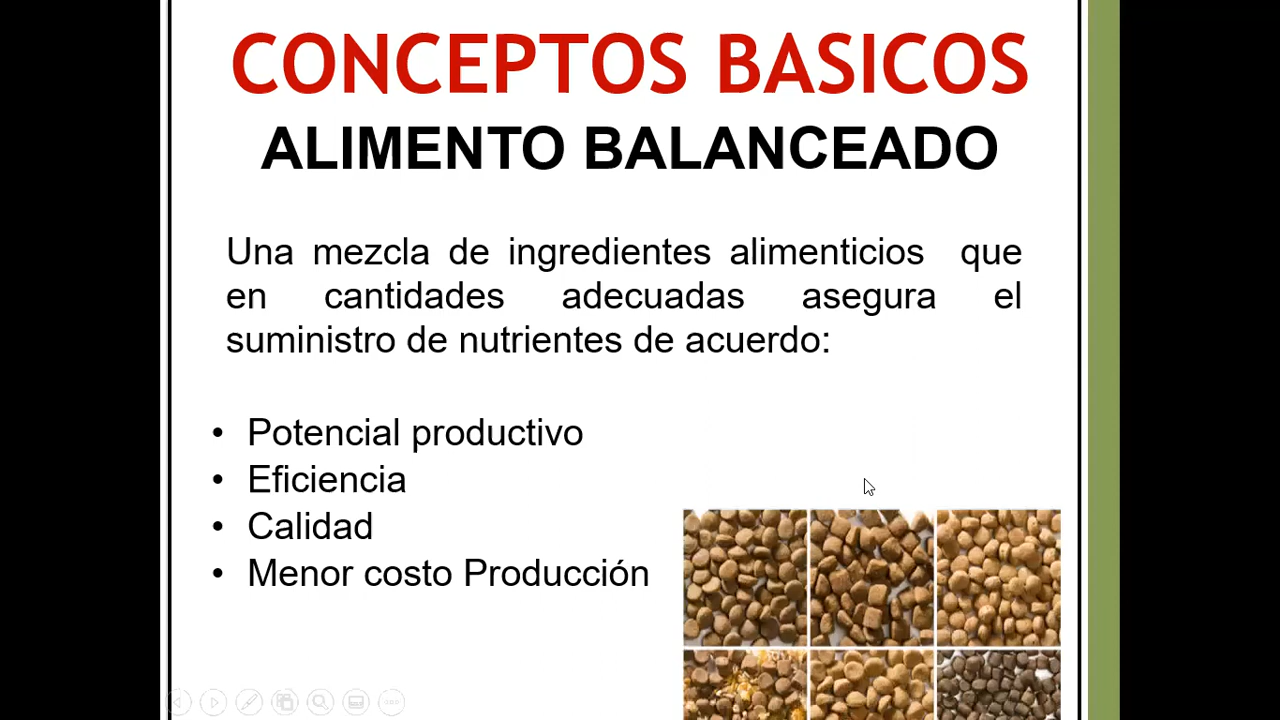 CONCEPTOS BASICOS
ALIMENTO BALANCEADO
Una mezcla de ingredientes alimenticios que
en cantidades adecuadas asegura el
suministro de nutrientes de acuerdo:
• Potencial productivo
• Eficiencia
• Calidad
• Menor costo Producción